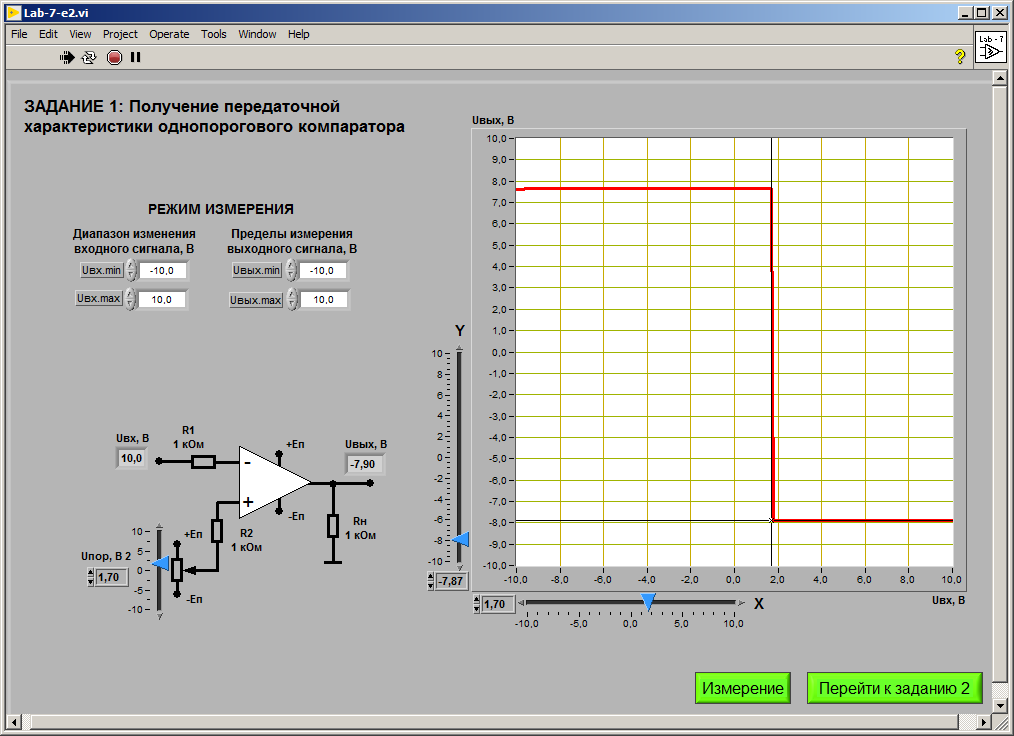 Lab-7-e2.vi
File Edit View Project Operate Tools Window Help
Lab - 7
ЗАДАНИЕ 1: Получение передаточной
характеристики однопорогового компаратора
РЕЖИМ ИЗМЕРЕНИЯ
Диапазон изменения
входного сигнала, В
Uвх.min -10,0
Uвх.max 10,0
Пределы измерения
выходного сигнала, В
Uвых.min -10,0
Uвых.max 10,0
Uвх, В
10,0
R1
1 кОм
-
+
+Eп
-Eп
Uвых, В
-7,90
Rн
1 кОм
R2
1 кОм
+Eп
-Eп
Uпор, В 2
1,70
10
5
0
-5
-10
Y
10
8
6
4
2
0
-2
-4
-6
-8
-10
-7,87
Uвых, В
10,0
9,0
8,0
7,0
6,0
5,0
4,0
3,0
2,0
1,0
0,0
-1,0
-2,0
-3,0
-4,0
-5,0
-6,0
-7,0
-8,0
-9,0
-10,0
-10,0 -8,0 -6,0 -4,0 -2,0 0,0 2,0 4,0 6,0 8,0 10,0
Uвх, В
1,70
X
-10,0 -5,0 0,0 5,0 10,0
Измерение
Перейти к заданию 2